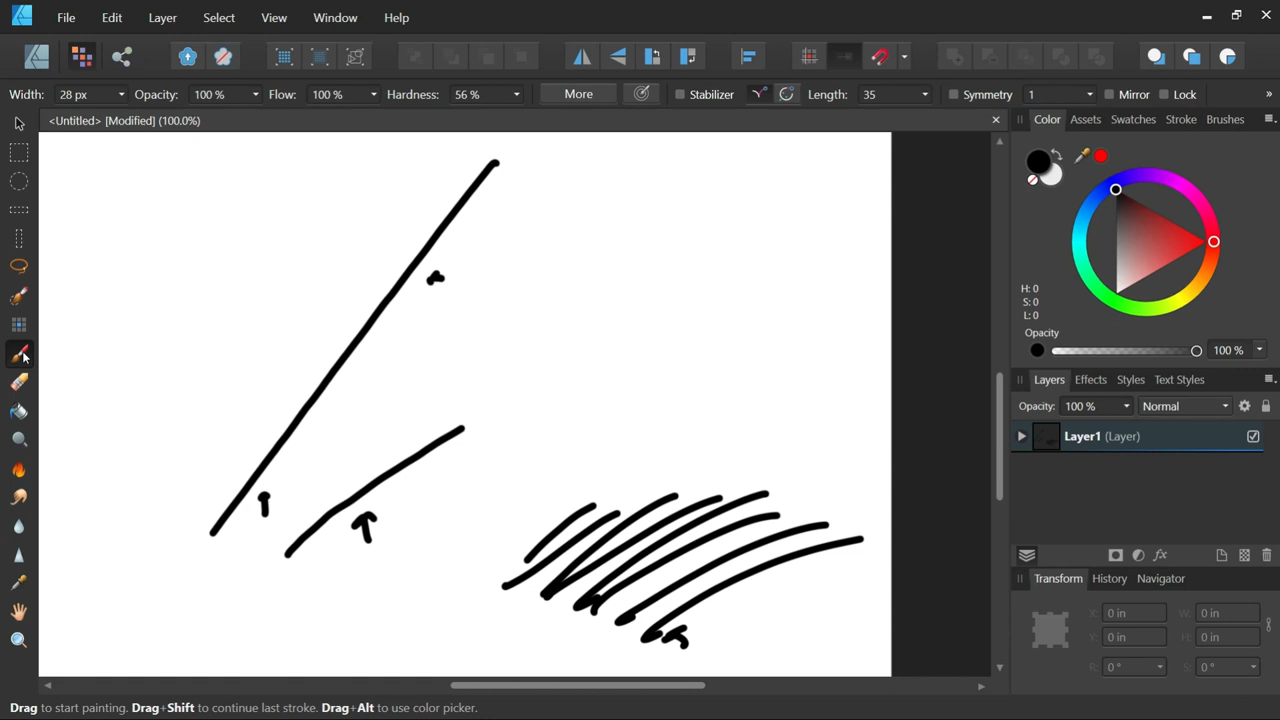 File Edit Layer Select View Window Help
Width: 28 px Opacity: 100 % Flow: 100 % Hardness: 56 % More Stabilizer Length: 35 Symmetry 1 Mirror Lock »
<Untitled> [Modified] (100.0%)
Color Assets Swatches Stroke Brushes
H: 0
S: 0
L: 0
Opacity
100 %
Layers Effects Styles Text Styles
Opacity: 100 % Normal
Layer1 (Layer)
Transform History Navigator
X: 0 in W: 0 in
Y: 0 in H: 0 in
R: 0 ° S: 0 °
Drag to start painting. Drag+Shift to continue last stroke. Drag+Alt to use color picker.